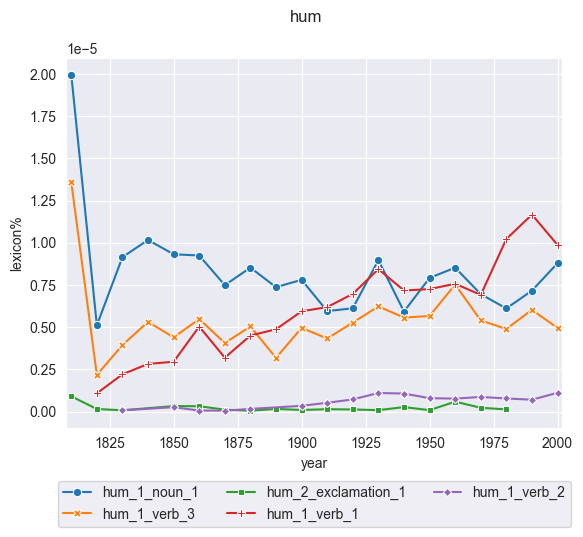 hum
1e−5
2.00
1.75
1.50
1.25
1.00
0.75
0.50
0.25
0.00
lexicon%
1825 1850 1875 1900 1925 1950 1975 2000
year
hum_1_noun_1 hum_2_exclamation_1 hum_1_verb_2
hum_1_verb_3 hum_1_verb_1